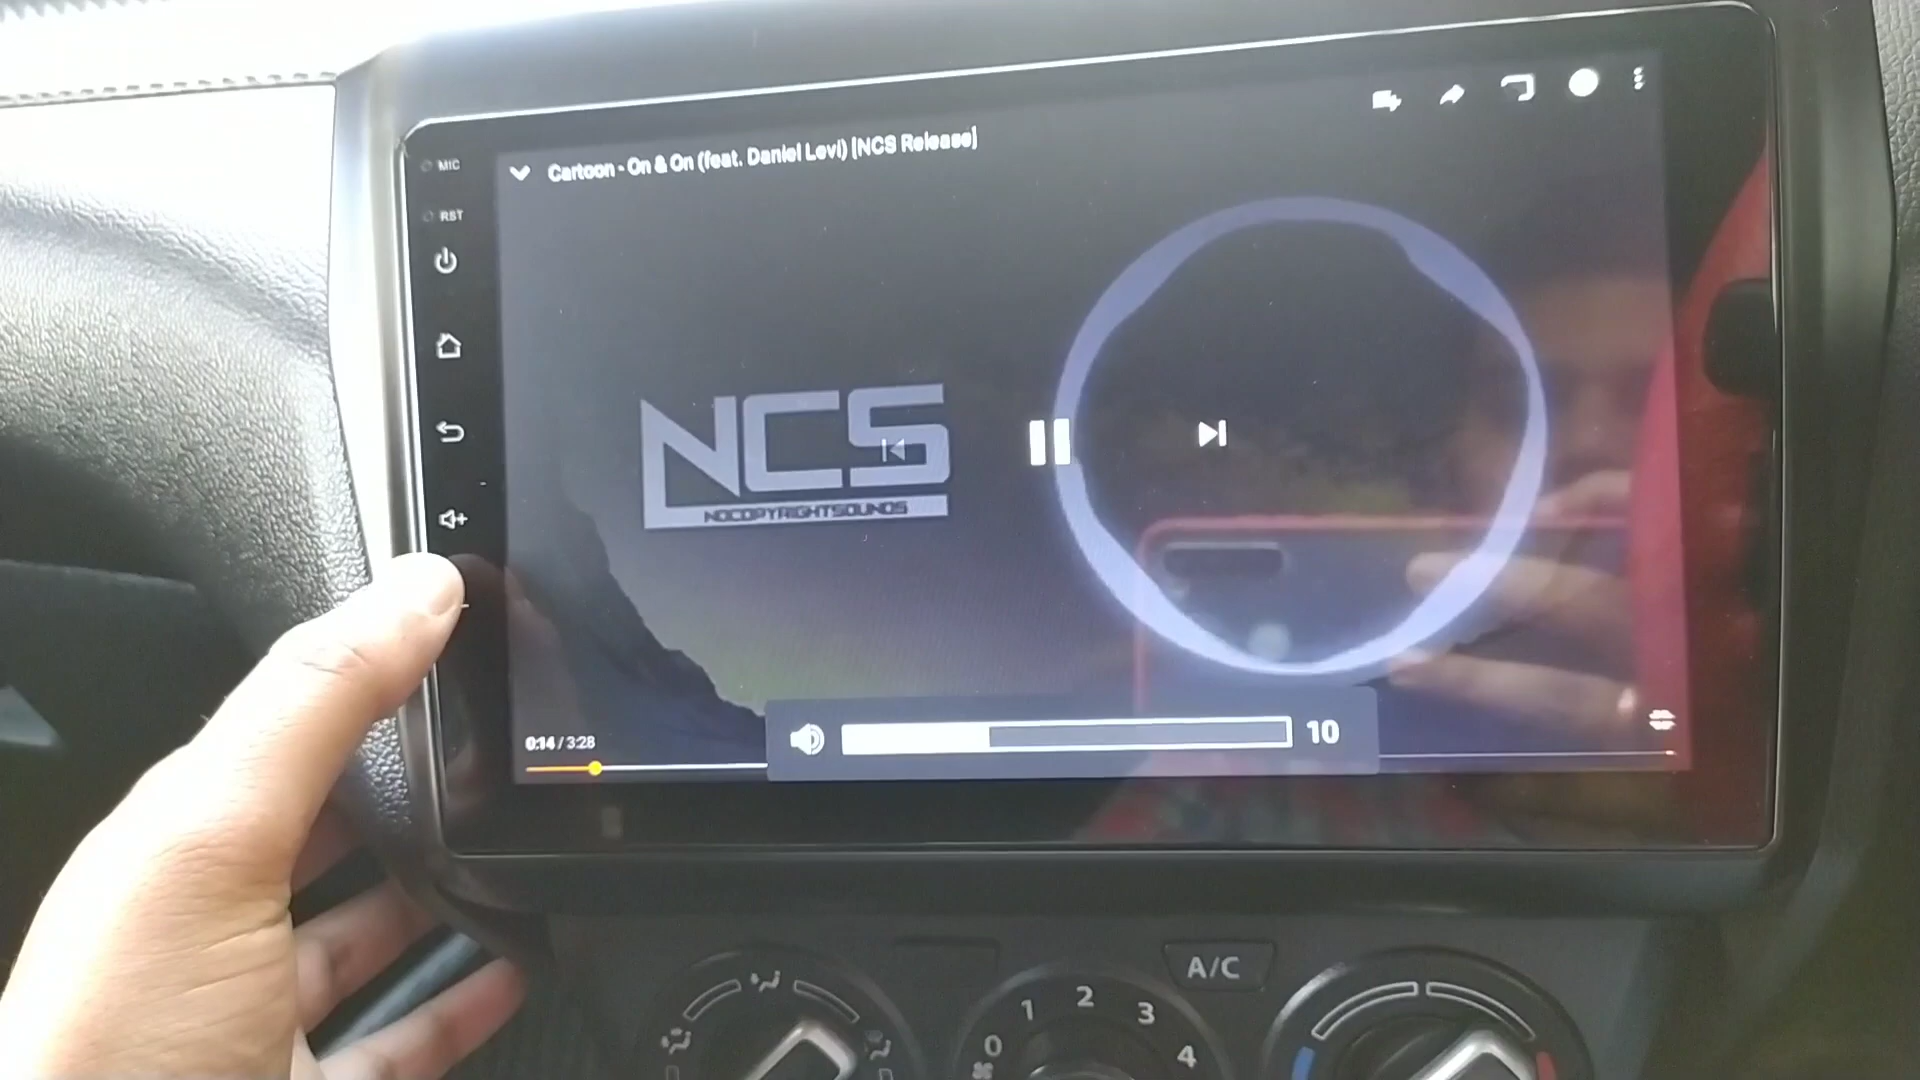 MIC
RST
Cartoon - On & On (feat. Daniel Levi) [NCS Release]
NCS
NOCOPYRIGHTSOUNDS
0:14 / 3:28
10
A/C
0 1 2 3 4